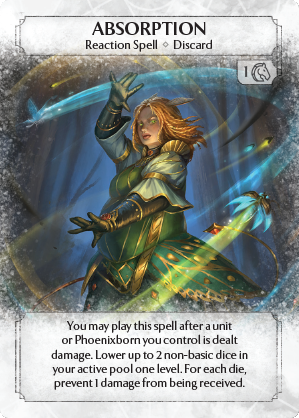 ABSORPTION
Reaction Spell ⟐ Discard
1
You may play this spell after a unit
or Phoenixborn you control is dealt
damage. Lower up to 2 non-basic dice in
your active pool one level. For each die,
prevent 1 damage from being received.